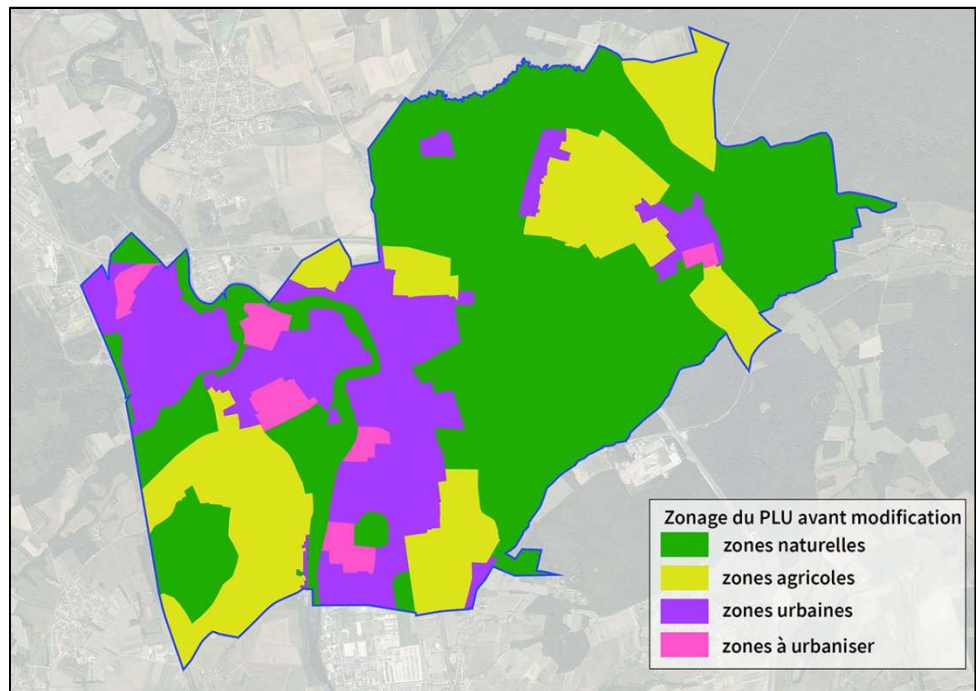 Zonage du PLU avant modification
zones naturelles
zones agricoles
zones urbaines
zones à urbaniser